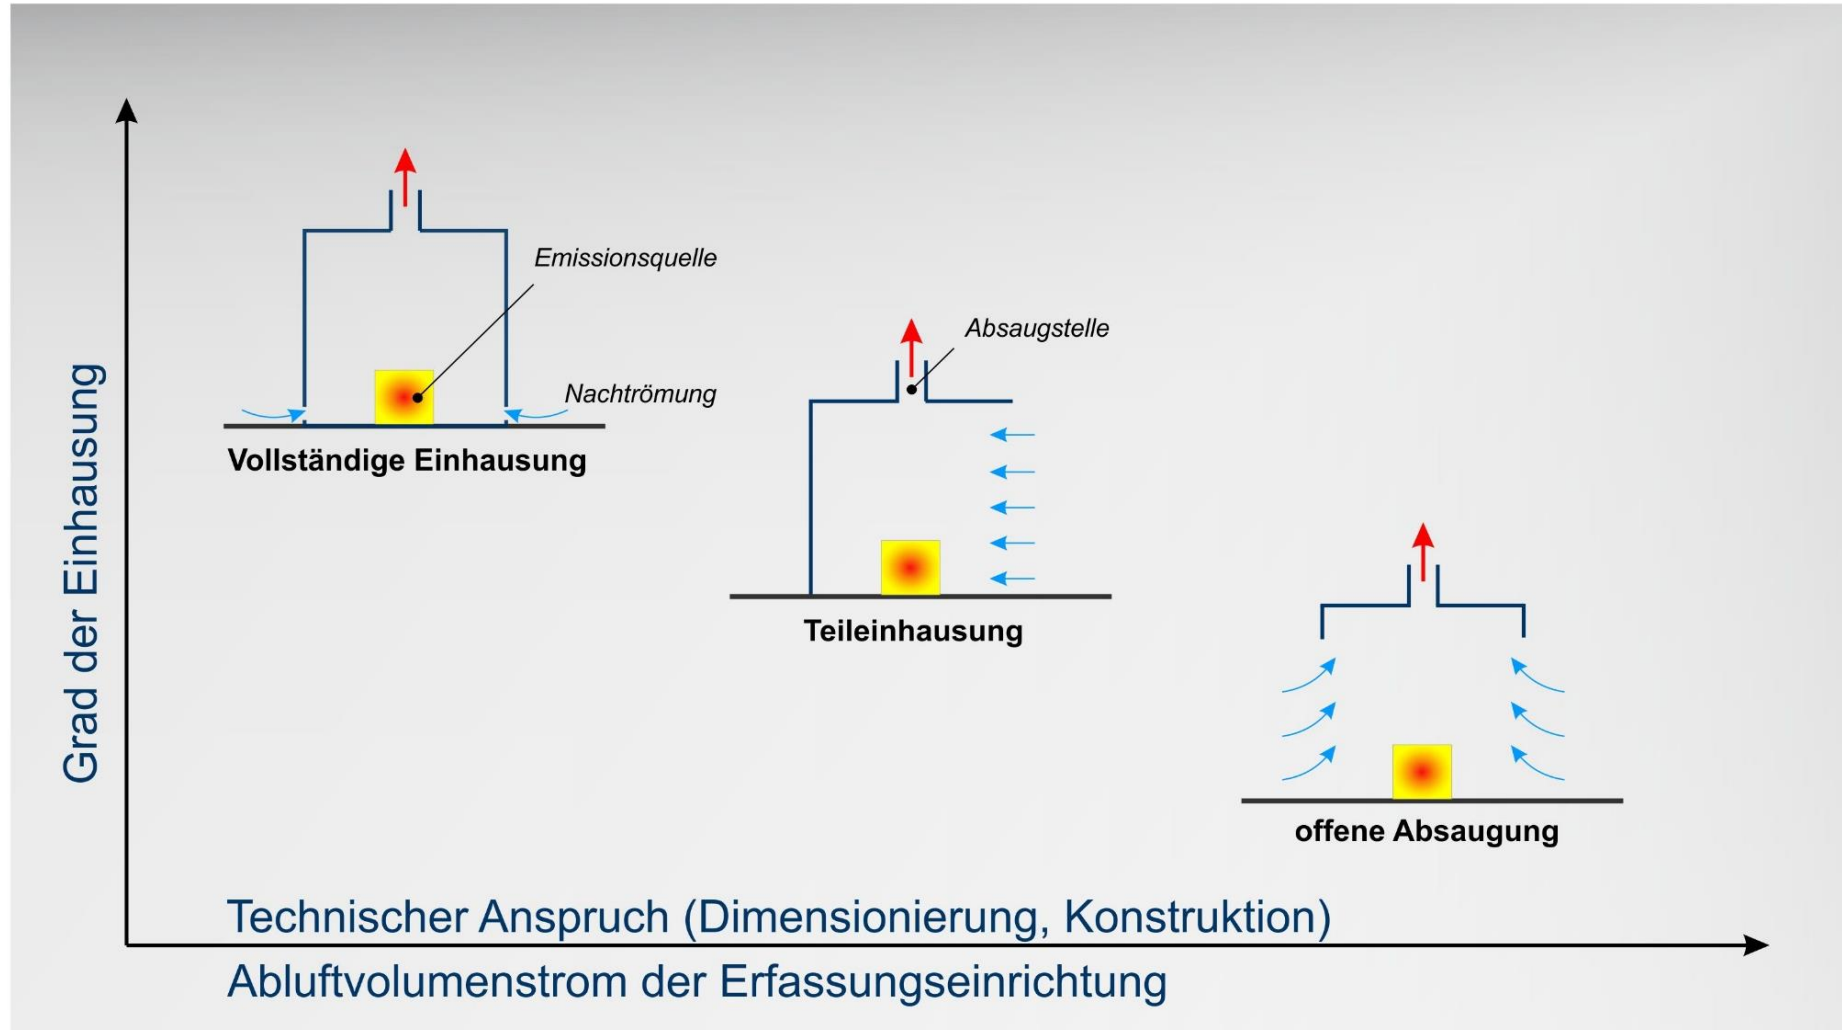 Grad der Einhausung
Emissionsquelle
Nachtrömung
Vollständige Einhausung
Absaugstelle
Teileinhausung
offene Absaugung
Technischer Anspruch (Dimensionierung, Konstruktion)
Abluftvolumenstrom der Erfassungseinrichtung